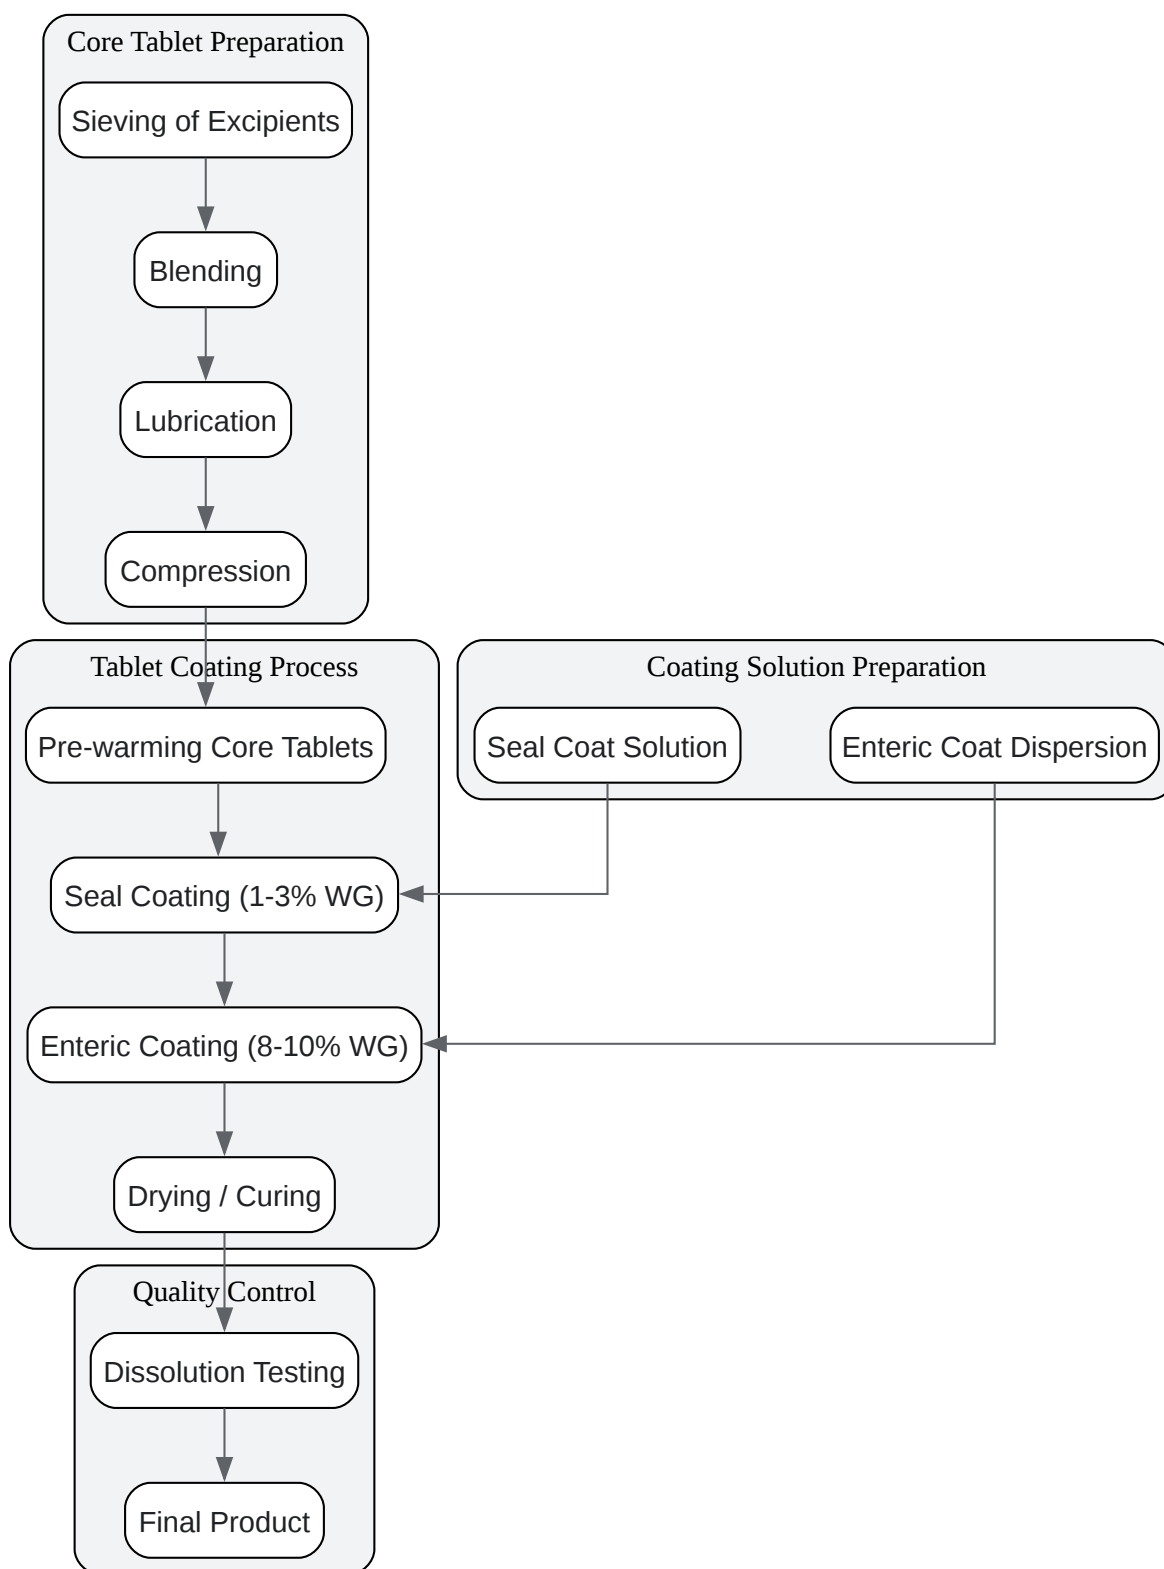 Core Tablet Preparation
Sieving of Excipients
Blending
Lubrication
Compression
Tablet Coating Process
Coating Solution Preparation
Pre-warming Core Tablets
Seal Coat Solution
Enteric Coat Dispersion
Seal Coating (1-3% WG)
Enteric Coating (8-10% WG)
Drying / Curing
Quality Control
Dissolution Testing
Final Product